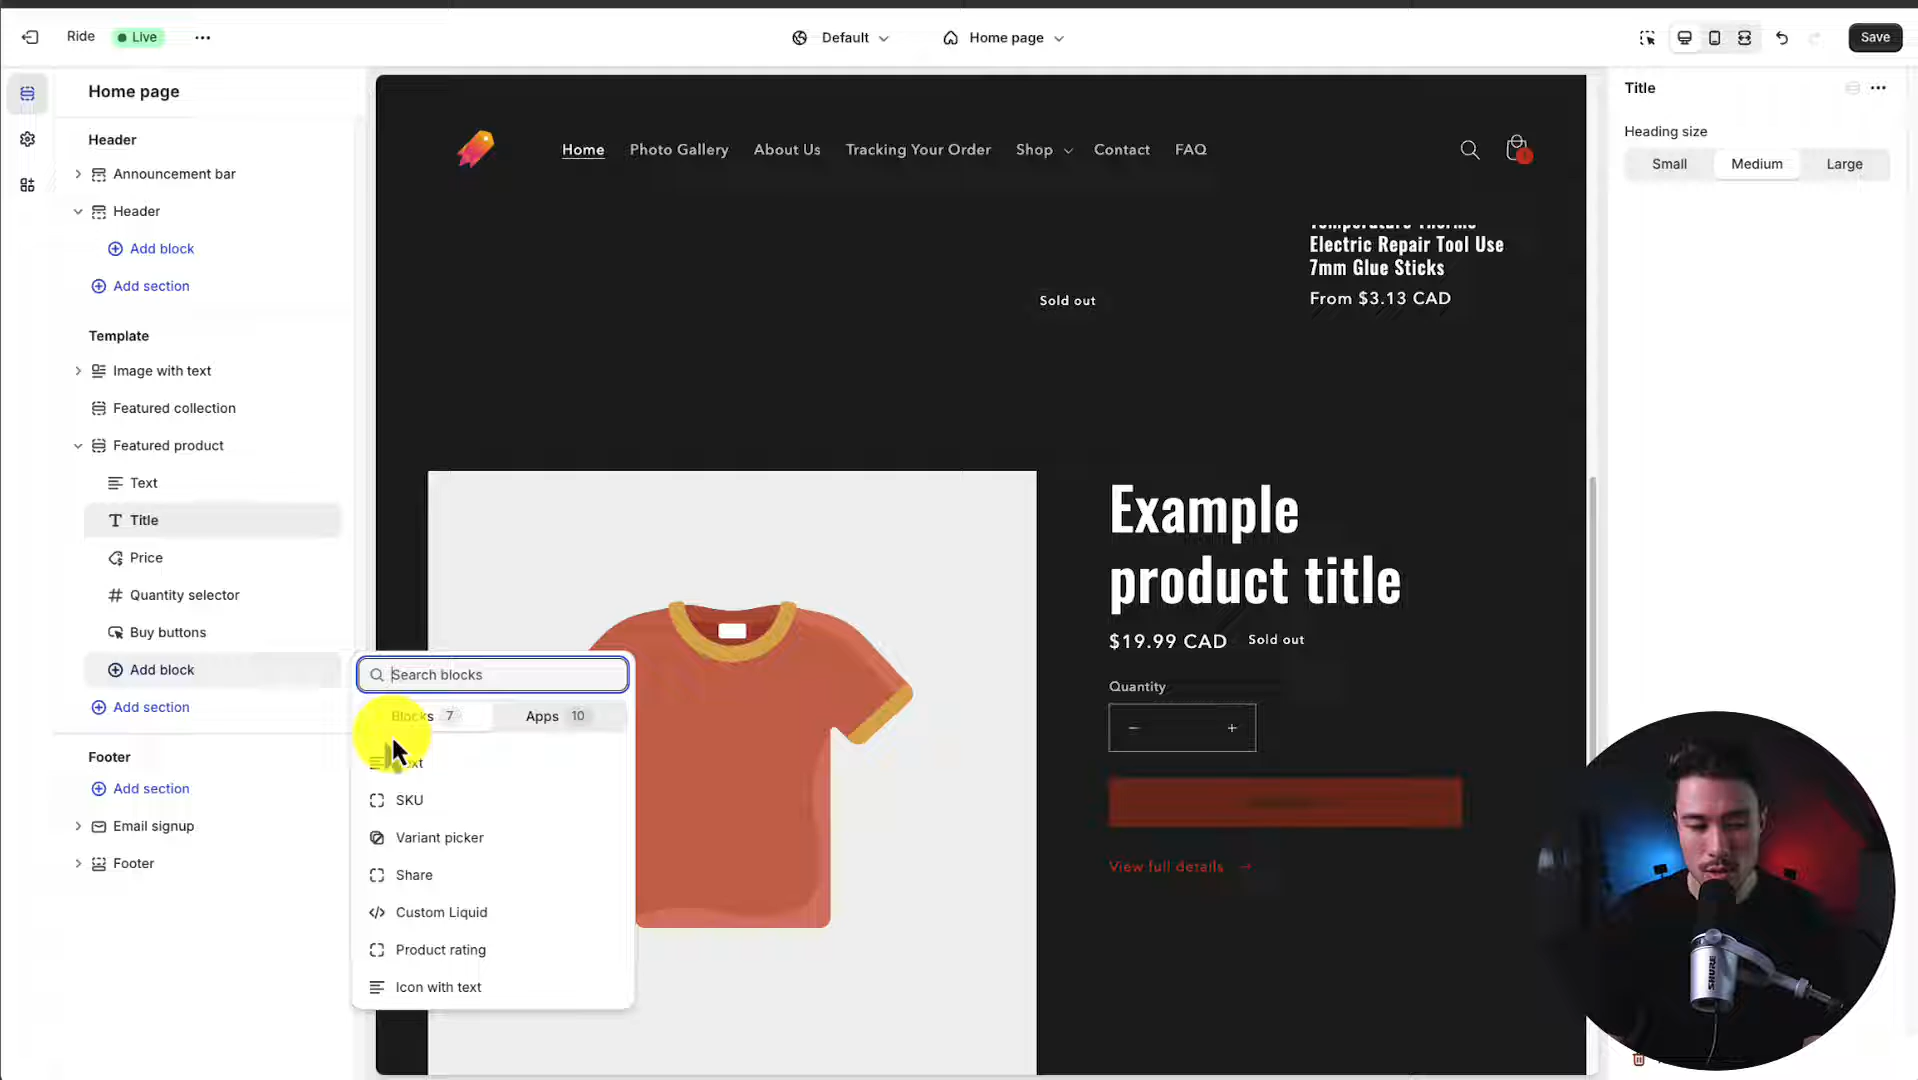 Ride
Live
Default
Home page
Save
Home page
Header
Announcement bar
Header
Add block
Add section
Template
Image with text
Featured collection
Featured product
Text
Title
Price
Quantity selector
Buy buttons
Add block
Add section
Footer
Add section
Email signup
Footer
Search blocks
Blocks 7
Apps 10
SKU
Variant picker
Share
Custom Liquid
Product rating
Icon with text
Home
Photo Gallery
About Us
Tracking Your Order
Shop
Contact
FAQ
Electric Repair Tool Use
7mm Glue Sticks
From $3.13 CAD
Sold out
Example
product title
$19.99 CAD
Sold out
Quantity
View full details →
Title
Heading size
Small
Medium
Large
SHURE